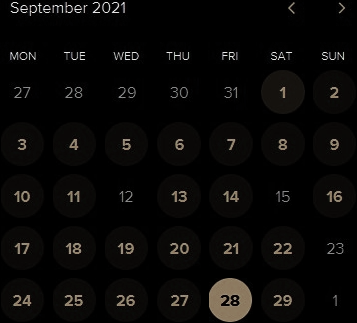 September 2021
MON TUE WED THU FRI SAT SUN
27 28 29 30 31 1 2
3 4 5 6 7 8 9
10 11 12 13 14 15 16
17 18 19 20 21 22 23
24 25 26 27 28 29 1